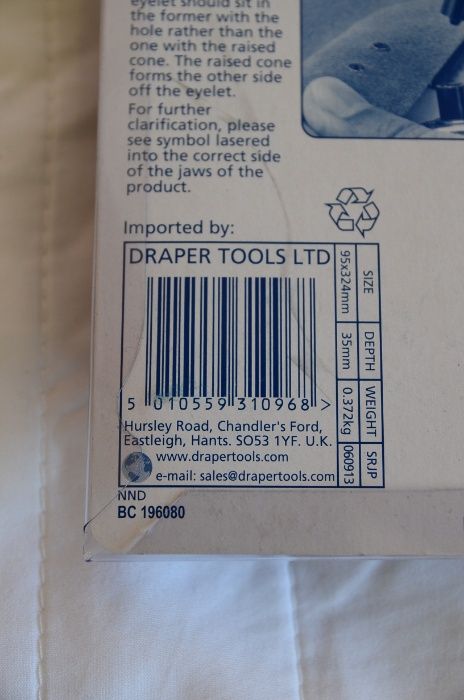 eyelet should sit in
the former with the
hole rather than the
one with the raised
cone. The raised cone
forms the other side
off the eyelet.
For further
clarification, please
see symbol lasered
into the correct side
of the jaws of the
product.
Imported by:
DRAPER TOOLS LTD
5 010559 310968 >
Hursley Road, Chandler's Ford,
Eastleigh, Hants. SO53 1YF. U.K.
www.drapertools.com
e-mail: sales@drapertools.com
SIZE DEPTH WEIGHT SRJP
95x324mm 35mm 0.372kg 060913
NND
BC 196080